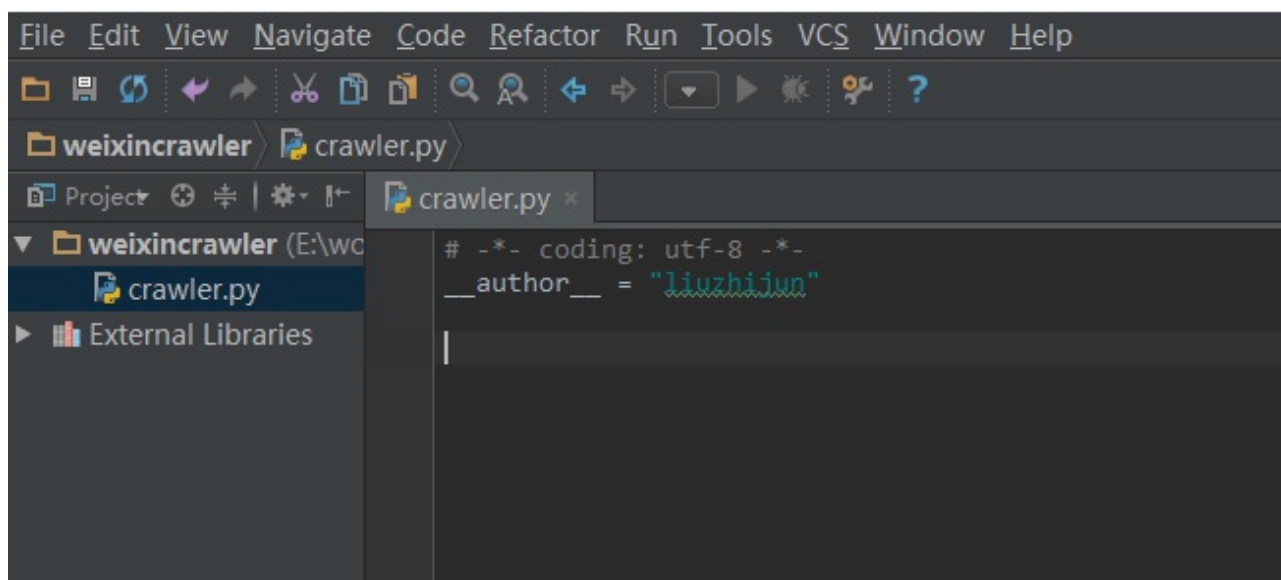 File Edit View Navigate Code Refactor Run Tools VCS Window Help
weixincrawler crawler.py
Project
crawler.py
weixincrawler (E:\wo
# -*- coding: utf-8 -*-
crawler.py
__author__ = "liuzhijun"
External Libraries